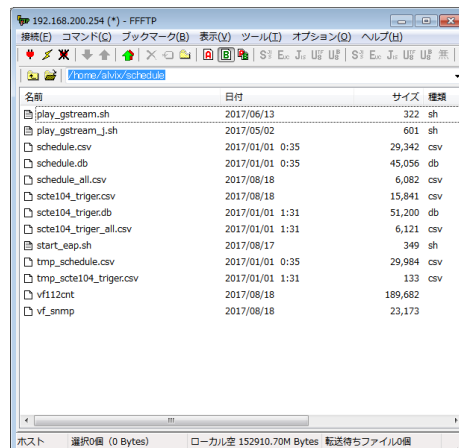 192.168.200.254 (*) - FFFTP
接続(F) コマンド(C) ブックマーク(B) 表示(V) ツール(T) オプション(O) ヘルプ(H)
/home/alvix/schedule
名前 日付 サイズ 種類
play_gstream.sh 2017/06/13 322 sh
play_gstream_j.sh 2017/05/02 601 sh
schedule.csv 2017/01/01 0:35 29,342 csv
schedule.db 2017/01/01 0:35 45,056 db
schedule_all.csv 2017/08/18 6,082 csv
scte104_triger.csv 2017/08/18 15,841 csv
scte104_triger.db 2017/01/01 1:31 51,200 db
scte104_triger_all.csv 2017/01/01 1:31 6,121 csv
start_eap.sh 2017/08/17 349 sh
tmp_schedule.csv 2017/01/01 0:35 29,984 csv
tmp_scte104_triger.csv 2017/01/01 1:31 133 csv
vf112cnt 2017/08/18 189,682
vf_snmp 2017/08/18 23,173
ホスト 選択0個 (0 Bytes) ローカル空 152910.70M Bytes 転送待ちファイル0個